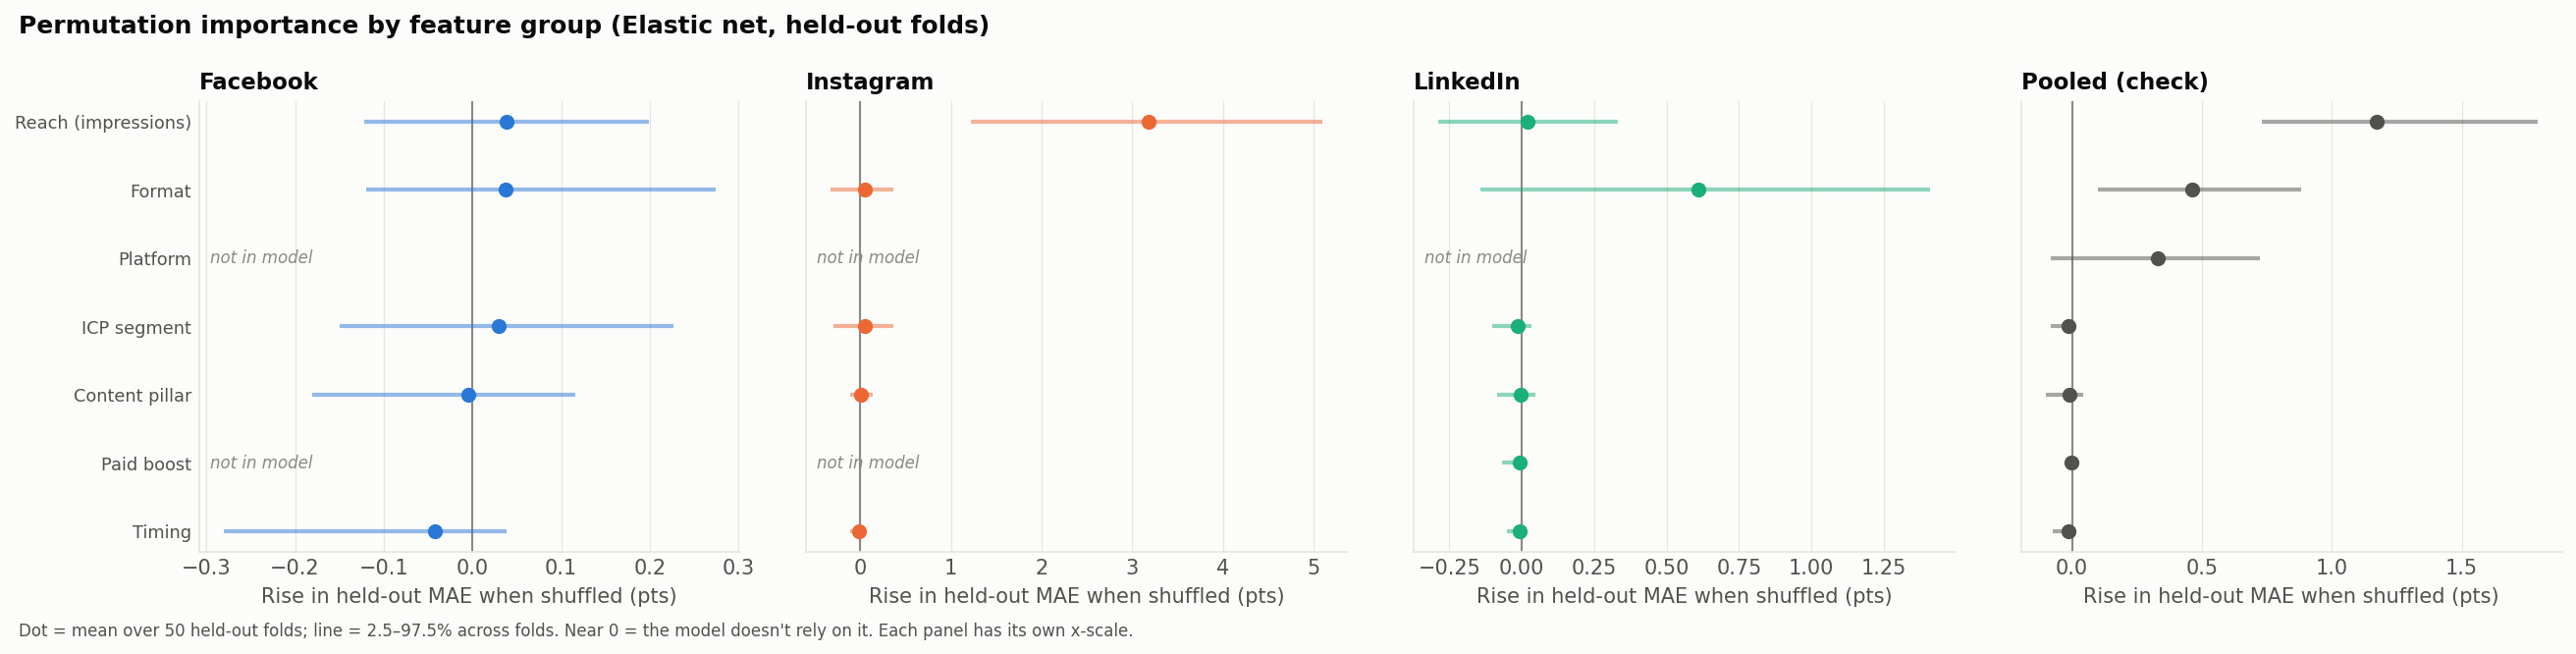 Permutation importance by feature group (Elastic net, held-out folds)
Facebook
Instagram
LinkedIn
Pooled (check)
Reach (impressions)
Format
Platform
not in model
not in model
not in model
ICP segment
Content pillar
Paid boost
not in model
not in model
Timing
−0.3 −0.2 −0.1 0.0 0.1 0.2 0.3
0 1 2 3 4 5
−0.25 0.00 0.25 0.50 0.75 1.00 1.25
0.0 0.5 1.0 1.5
Rise in held-out MAE when shuffled (pts)
Rise in held-out MAE when shuffled (pts)
Rise in held-out MAE when shuffled (pts)
Rise in held-out MAE when shuffled (pts)
Dot = mean over 50 held-out folds; line = 2.5–97.5% across folds. Near 0 = the model doesn't rely on it. Each panel has its own x-scale.